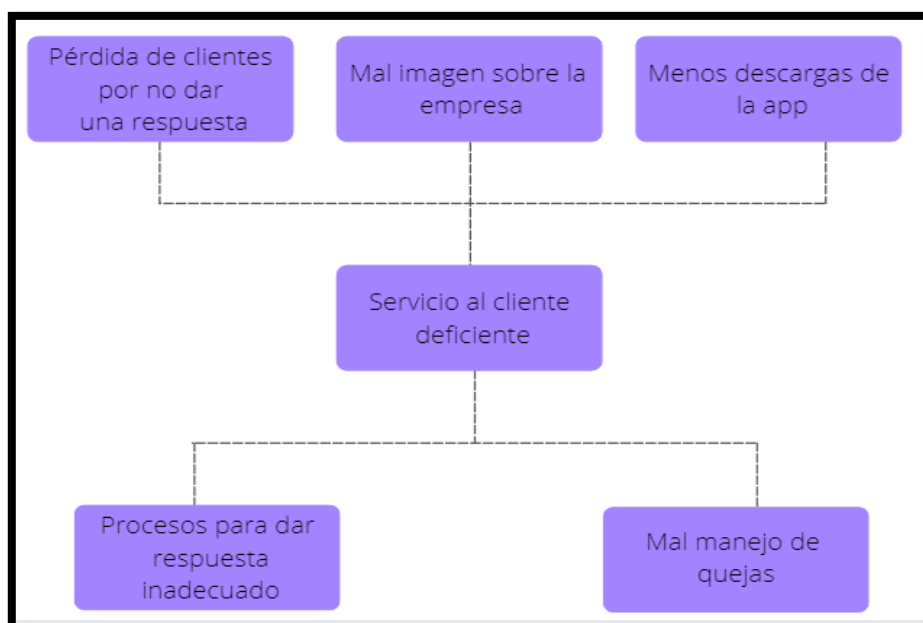 Pérdida de clientes
por no dar
una respuesta
Mal imagen sobre la
empresa
Menos descargas de
la app
Servicio al cliente
deficiente
Procesos para dar
respuesta
inadecuado
Mal manejo de
quejas